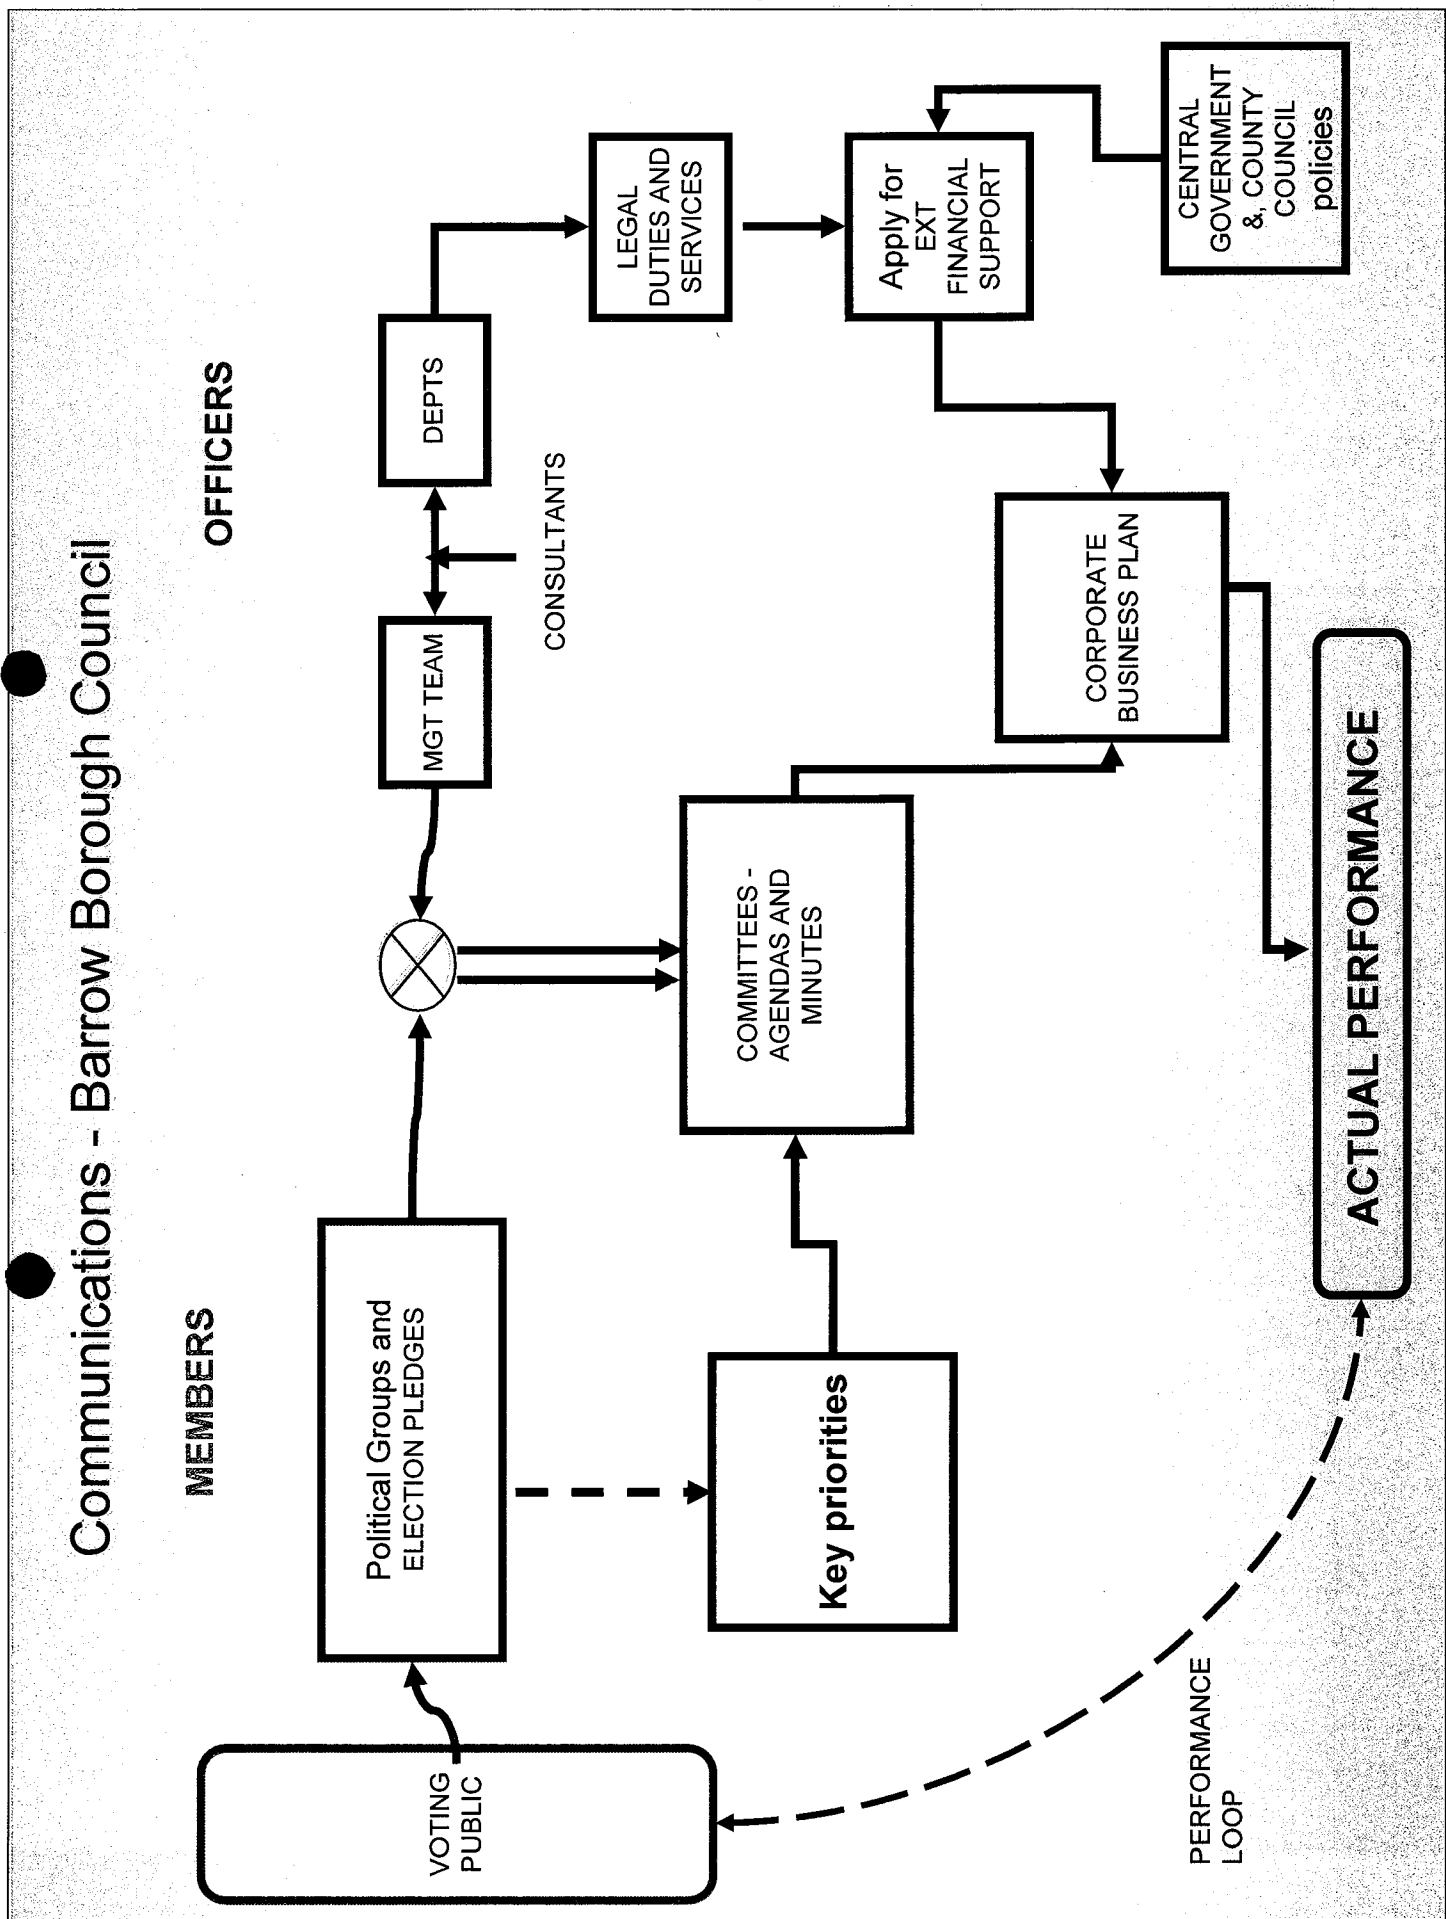 Communications - Barrow Borough Council
MEMBERS
OFFICERS
VOTING
PUBLIC
Political Groups and
ELECTION PLEDGES
MGT TEAM
DEPTS
CONSULTANTS
LEGAL
DUTIES AND
SERVICES
Key priorities
COMMITTEES -
AGENDAS AND
MINUTES
Apply for
EXT
FINANCIAL
SUPPORT
CORPORATE
BUSINESS PLAN
CENTRAL
GOVERNMENT
&, COUNTY
COUNCIL
policies
PERFORMANCE
LOOP
ACTUAL PERFORMANCE